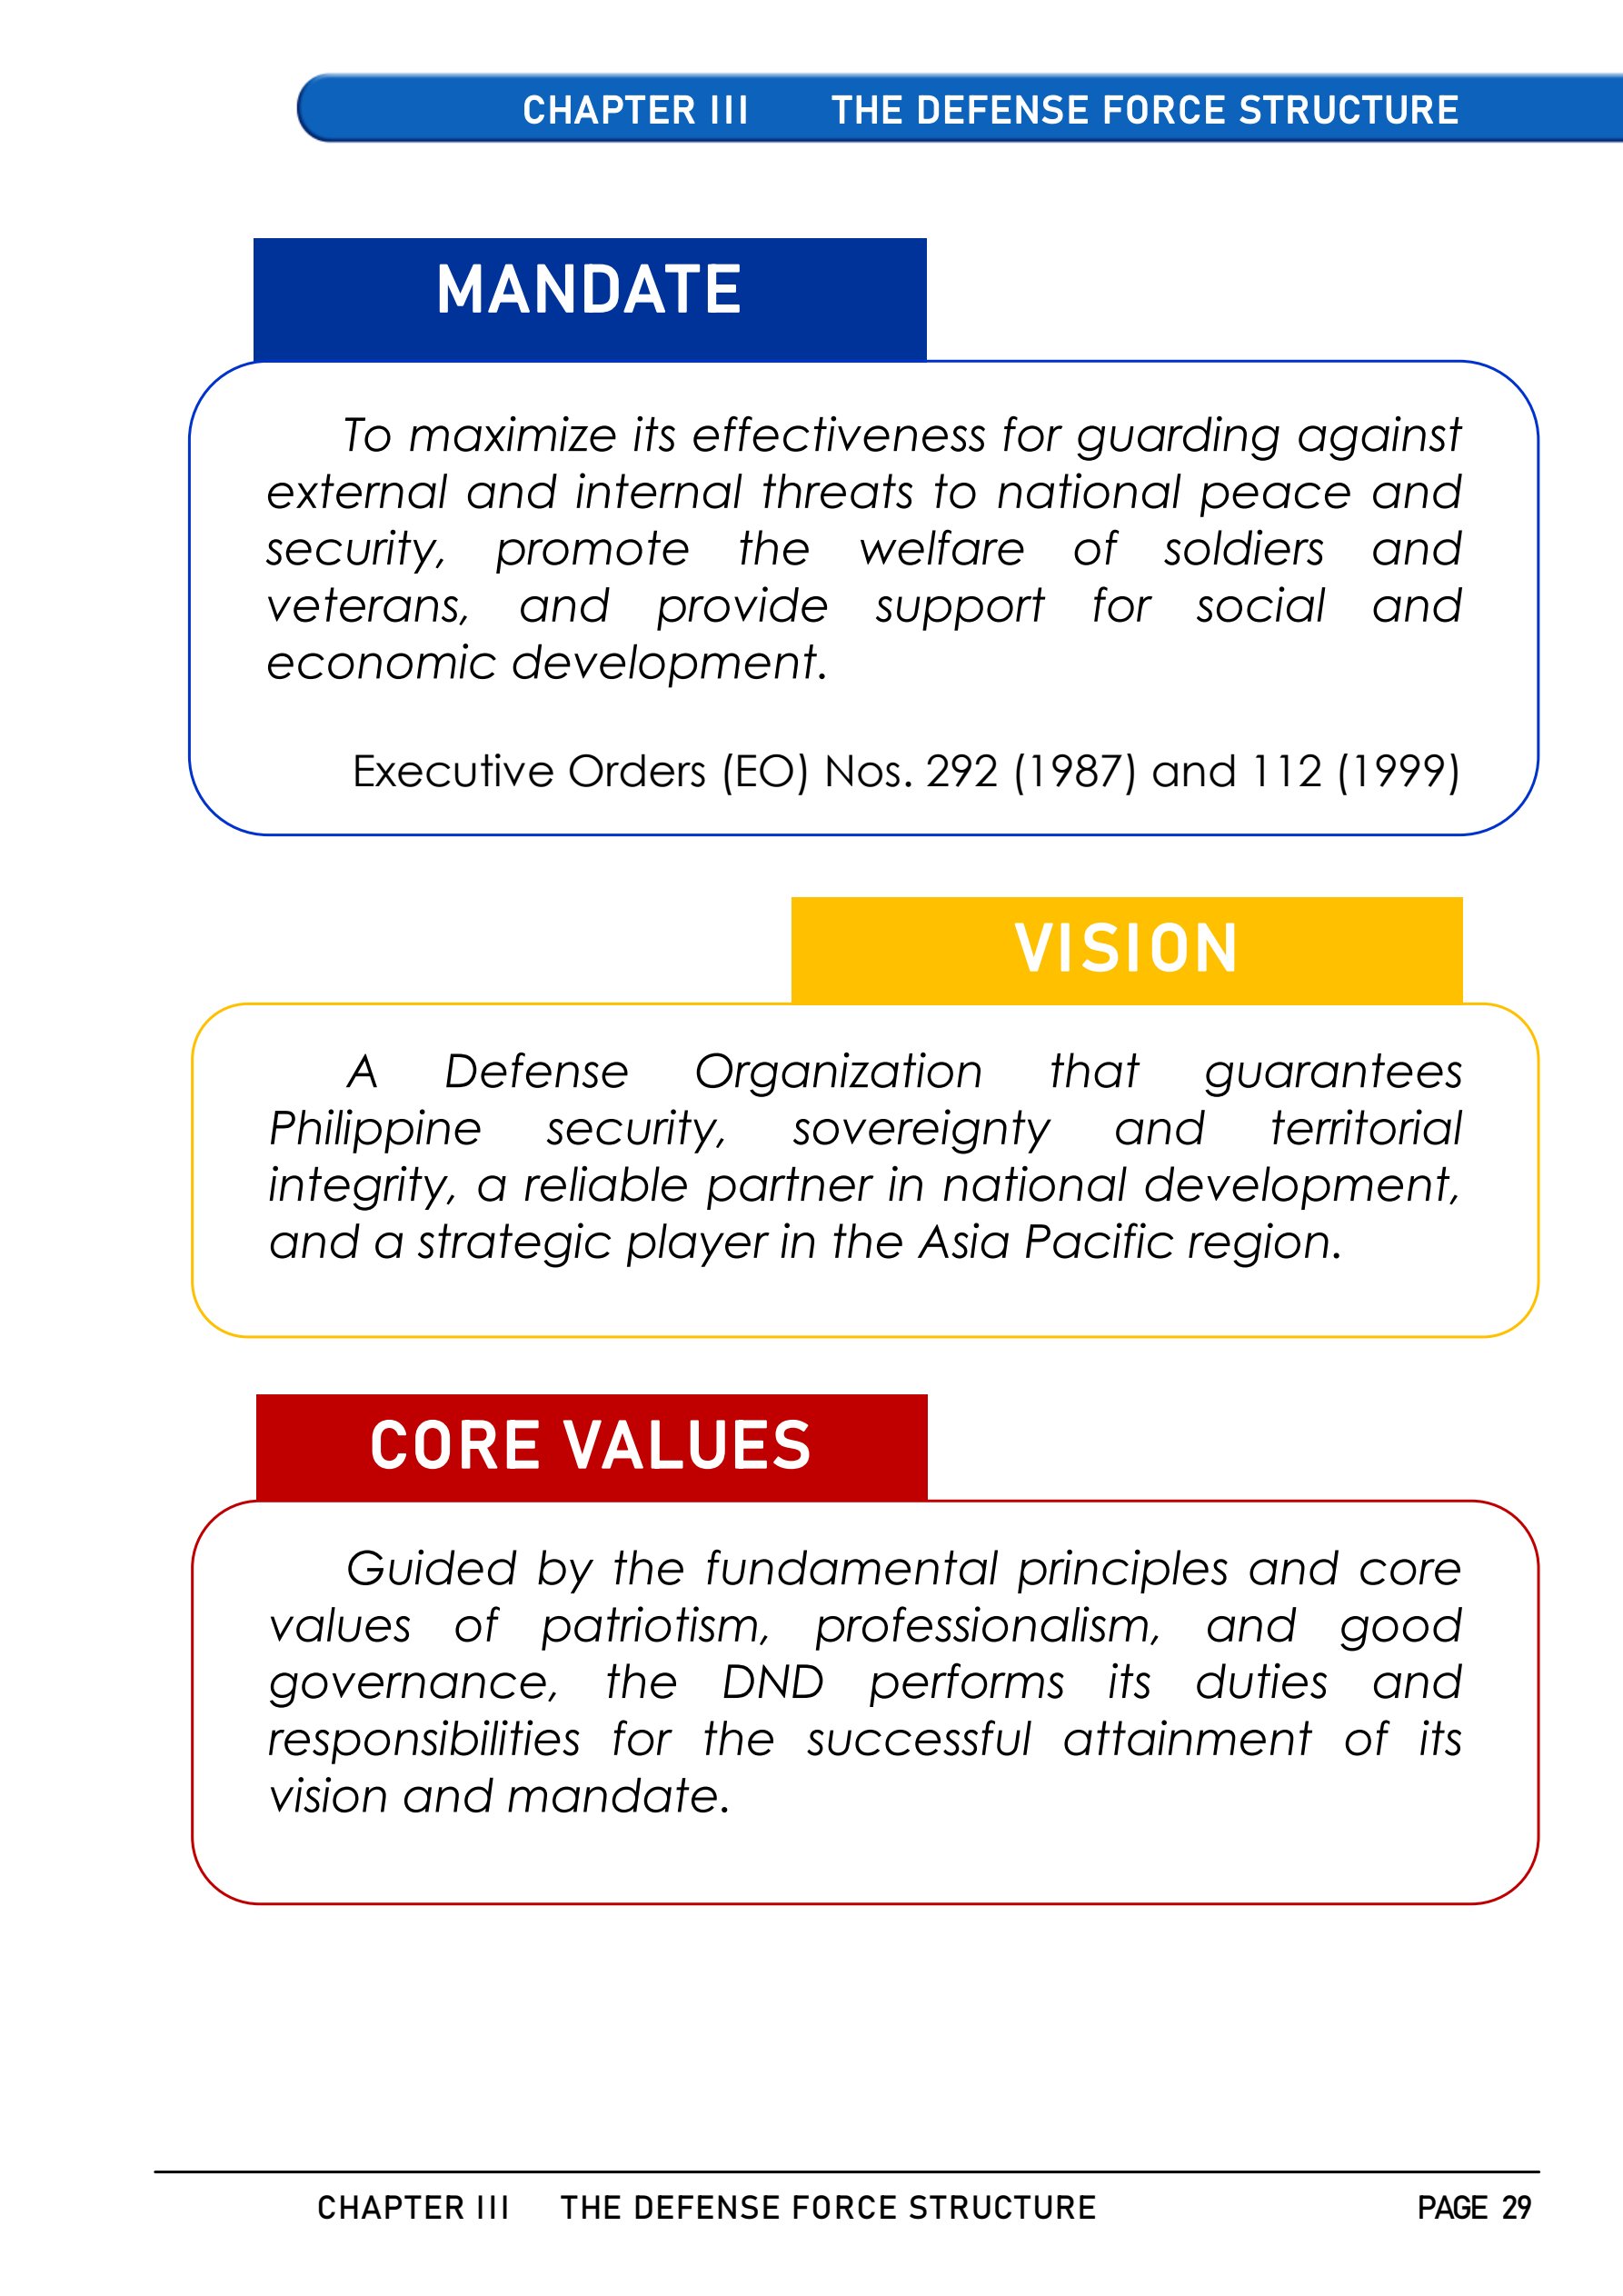 CHAPTER III THE DEFENSE FORCE STRUCTURE
MANDATE
To maximize its effectiveness for guarding against
external and internal threats to national peace and
security, promote the welfare of soldiers and
veterans, and provide support for social and
economic development.
Executive Orders (EO) Nos. 292 (1987) and 112 (1999)
VISION
A Defense Organization that guarantees
Philippine security, sovereignty and territorial
integrity, a reliable partner in national development,
and a strategic player in the Asia Pacific region.
CORE VALUES
Guided by the fundamental principles and core
values of patriotism, professionalism, and good
governance, the DND performs its duties and
responsibilities for the successful attainment of its
vision and mandate.
CHAPTER III THE DEFENSE FORCE STRUCTURE PAGE 29